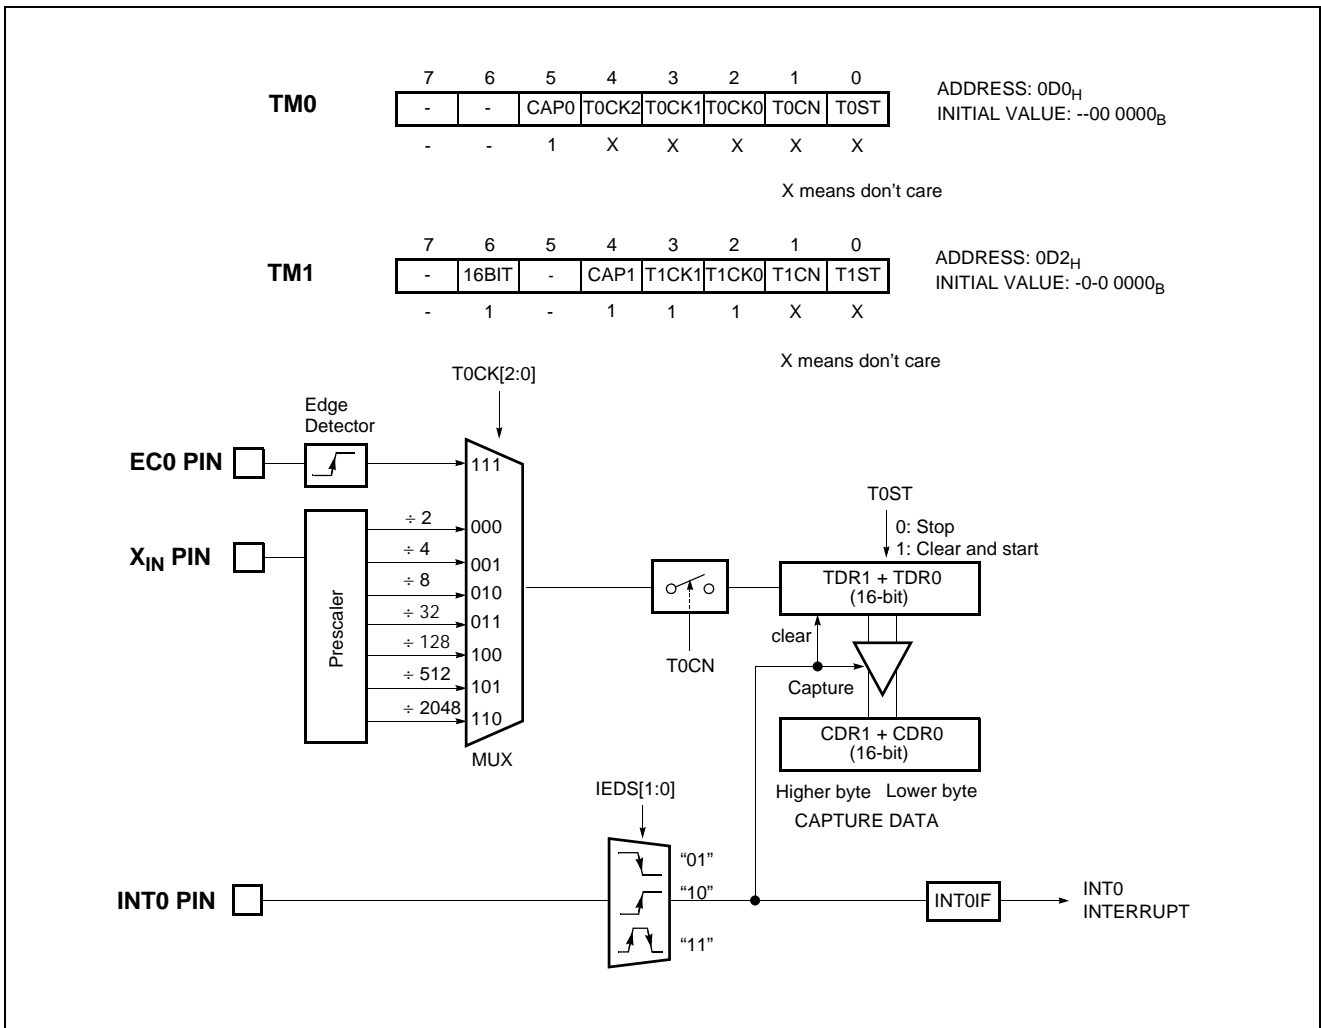 7 6 5 4 3 2 1 0
TM0 - - CAP0 T0CK2 T0CK1 T0CK0 T0CN T0ST
ADDRESS: 0D0H
INITIAL VALUE: --00 0000B
- - 1 X X X X X
X means don't care
7 6 5 4 3 2 1 0
TM1 - 16BIT - CAP1 T1CK1 T1CK0 T1CN T1ST
ADDRESS: 0D2H
INITIAL VALUE: -0-0 0000B
- 1 - 1 1 1 X X
X means don't care
T0CK[2:0]
Edge
Detector
EC0 PIN
111
XIN PIN
Prescaler
÷ 2 000
÷ 4 001
÷ 8 010
÷ 32 011
÷ 128 100
÷ 512 101
÷ 2048 110
MUX
T0CN
T0ST
0: Stop
1: Clear and start
TDR1 + TDR0
(16-bit)
clear
Capture
CDR1 + CDR0
(16-bit)
Higher byte Lower byte
CAPTURE DATA
IEDS[1:0]
INT0 PIN
“01”
“10”
“11”
INT0IF
INT0
INTERRUPT